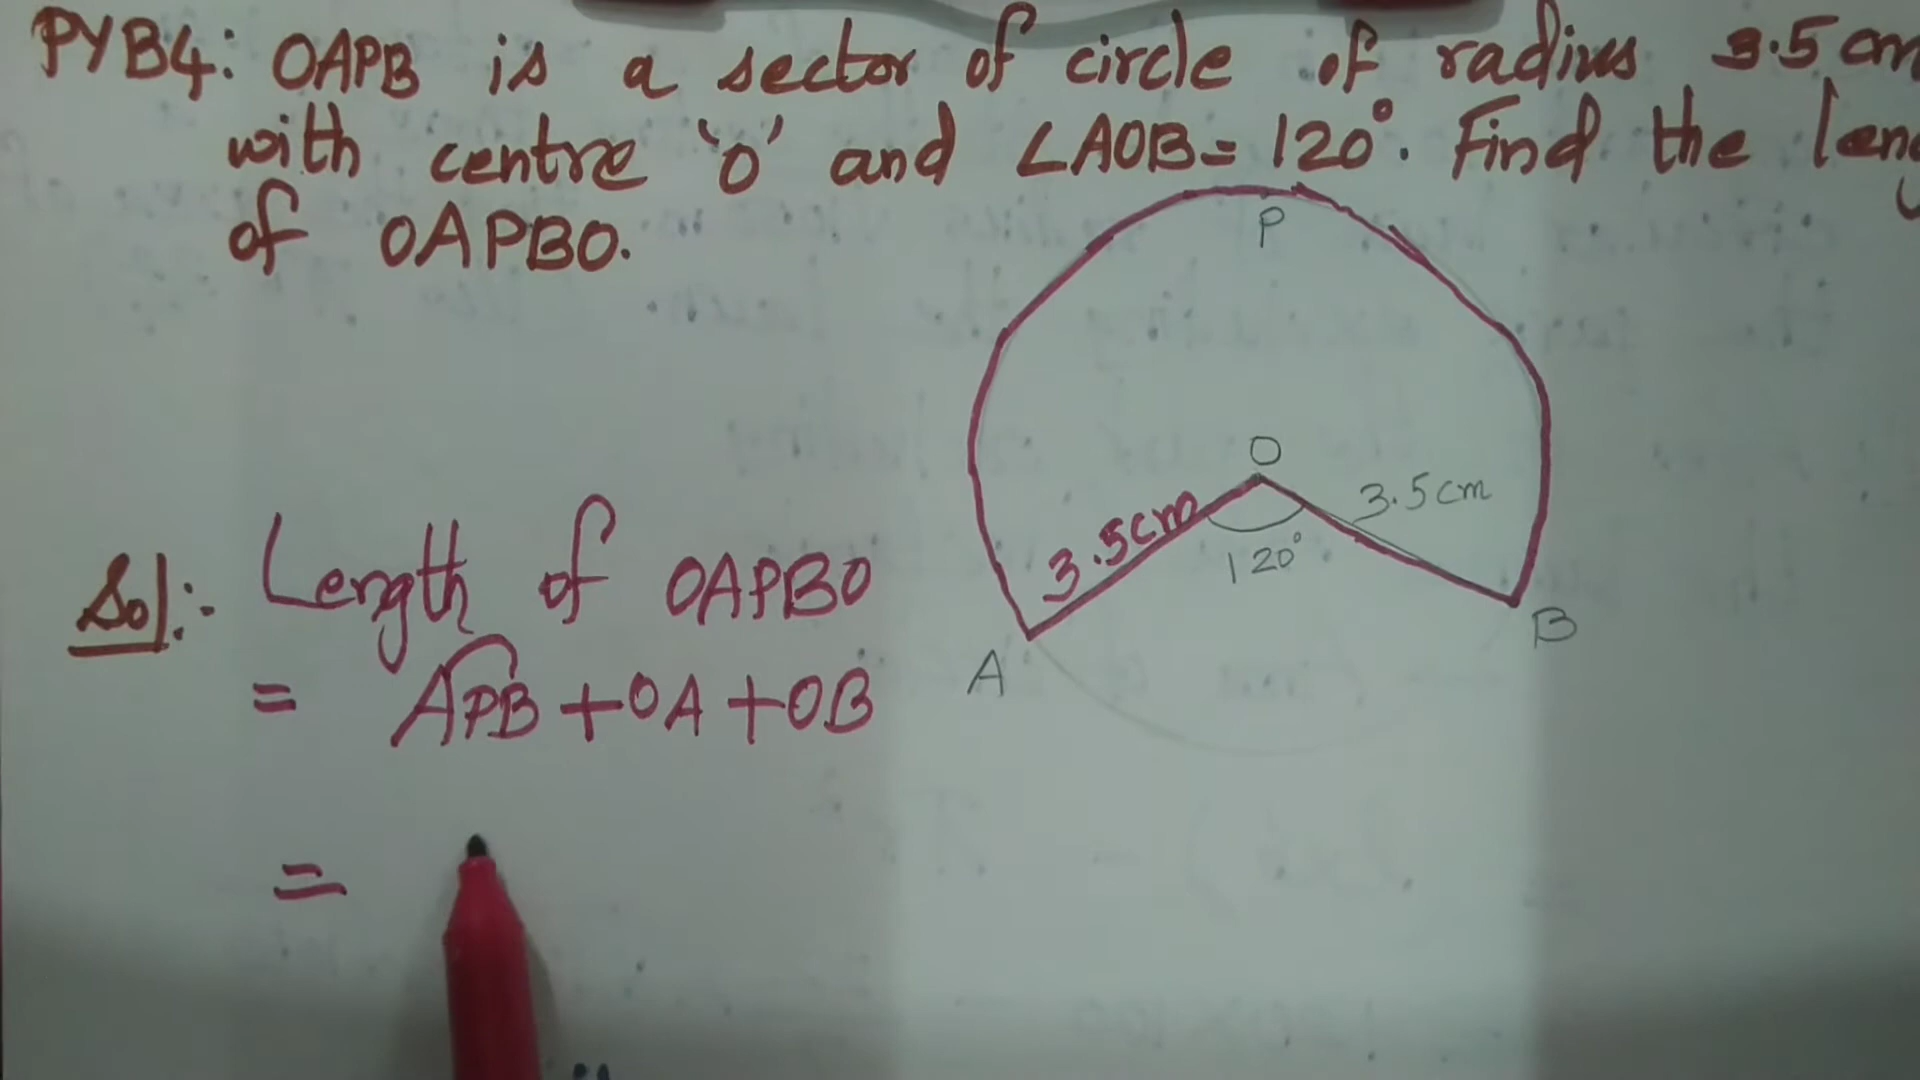 PYB4: OAPB is a sector of circle of radius 3.5 cm
with centre 'O' and ∠AOB = 120°. Find the
of OAPBO.
P
O
3.5cm
3.5cm
120°
A
B
Sol:- Length of OAPBO
= APB + OA + OB
=